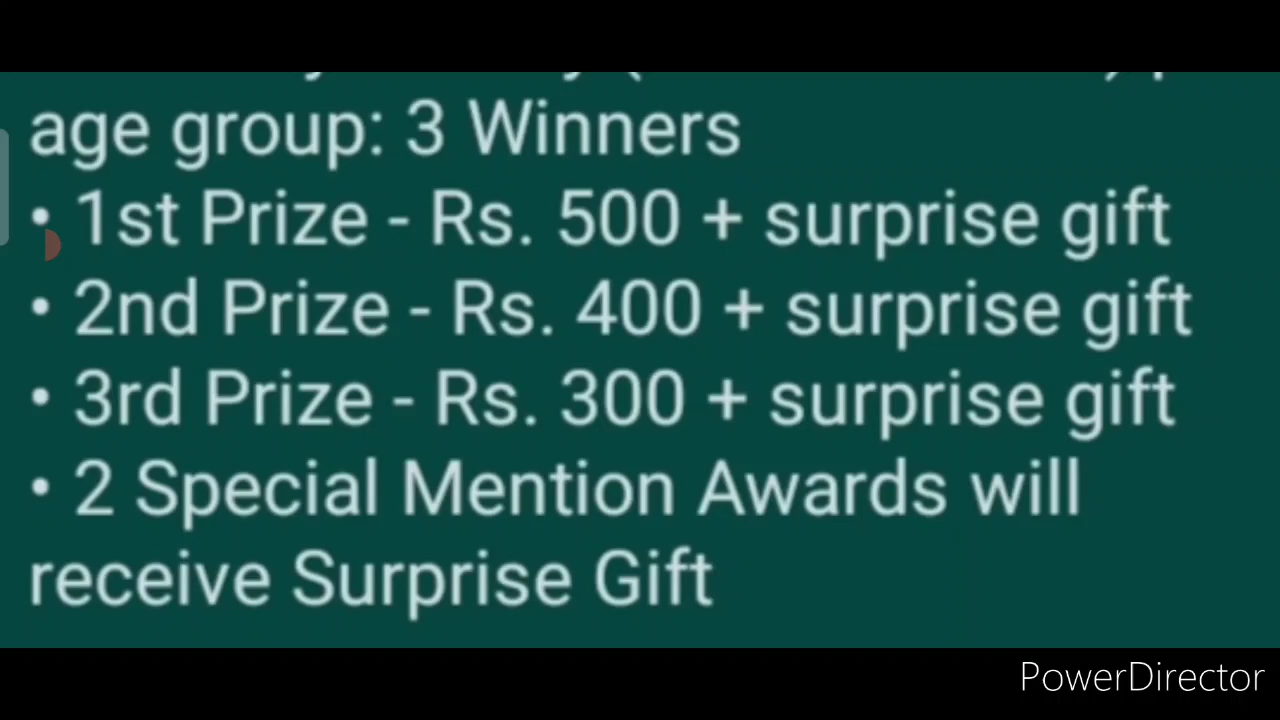 age group: 3 Winners
• 1st Prize - Rs. 500 + surprise gift
• 2nd Prize - Rs. 400 + surprise gift
• 3rd Prize - Rs. 300 + surprise gift
• 2 Special Mention Awards will
receive Surprise Gift
PowerDirector